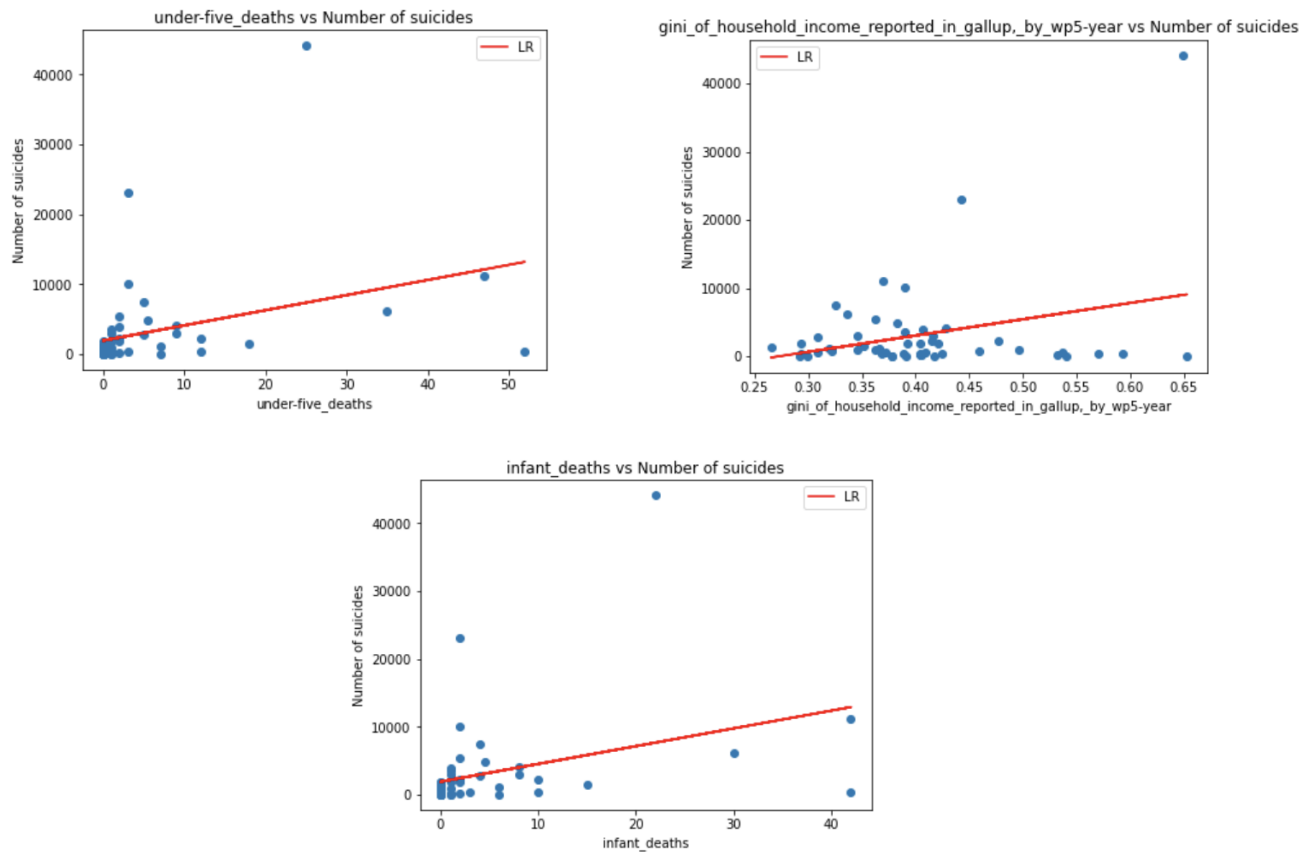 under-five_deaths vs Number of suicides
LR
40000
30000
20000
10000
0
Number of suicides
0 10 20 30 40 50
under-five_deaths
gini_of_household_income_reported_in_gallup,_by_wp5-year vs Number of suicides
LR
40000
30000
20000
10000
0
Number of suicides
0.25 0.30 0.35 0.40 0.45 0.50 0.55 0.60 0.65
gini_of_household_income_reported_in_gallup,_by_wp5-year
infant_deaths vs Number of suicides
LR
40000
30000
20000
10000
0
Number of suicides
0 10 20 30 40
infant_deaths